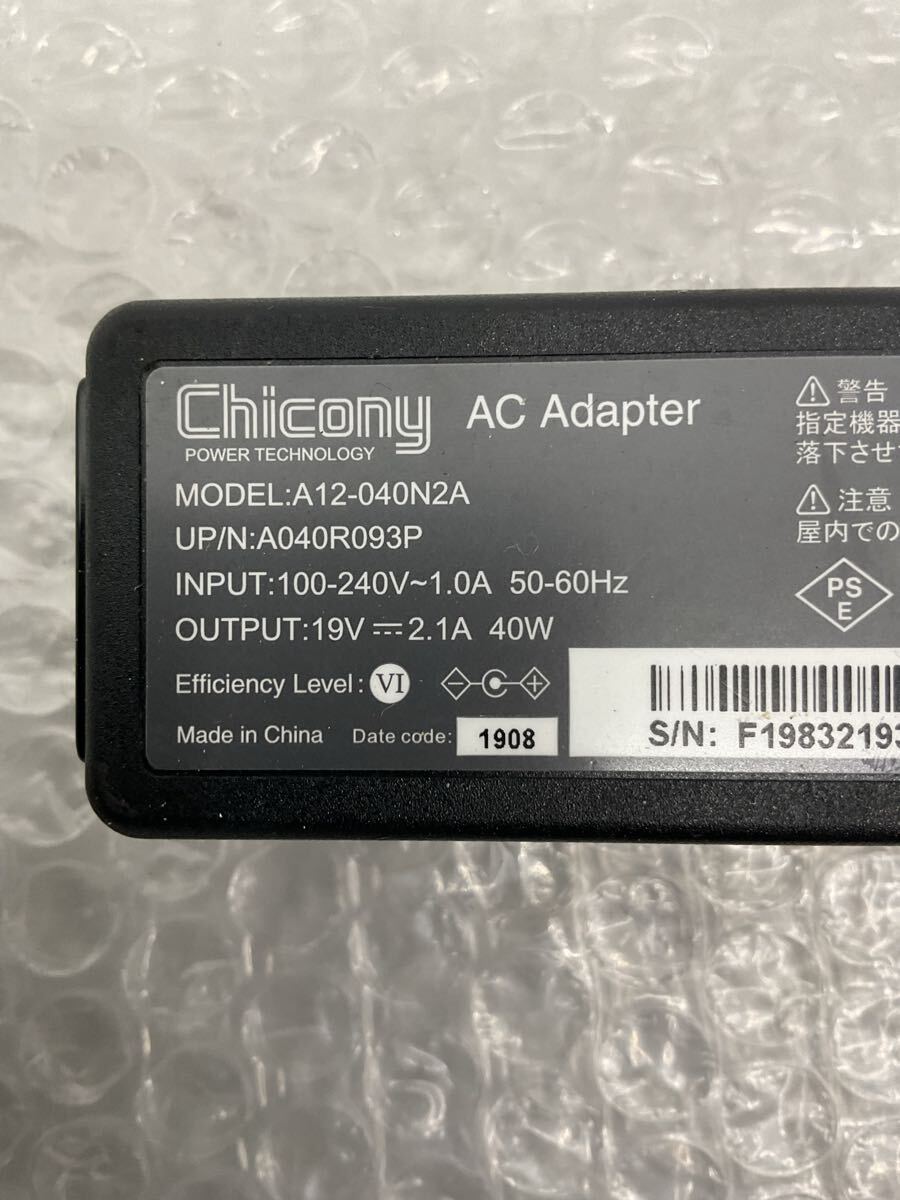 Chicony AC Adapter
POWER TECHNOLOGY
MODEL:A12-040N2A
UP/N:A040R093P
INPUT:100-240V~1.0A 50-60Hz
OUTPUT:19V⎓2.1A 40W
Efficiency Level: VI
Made in China Date code: 1908
警告
指定機器
落下させ
注意
屋内での
PS
E
S/N: F1983219